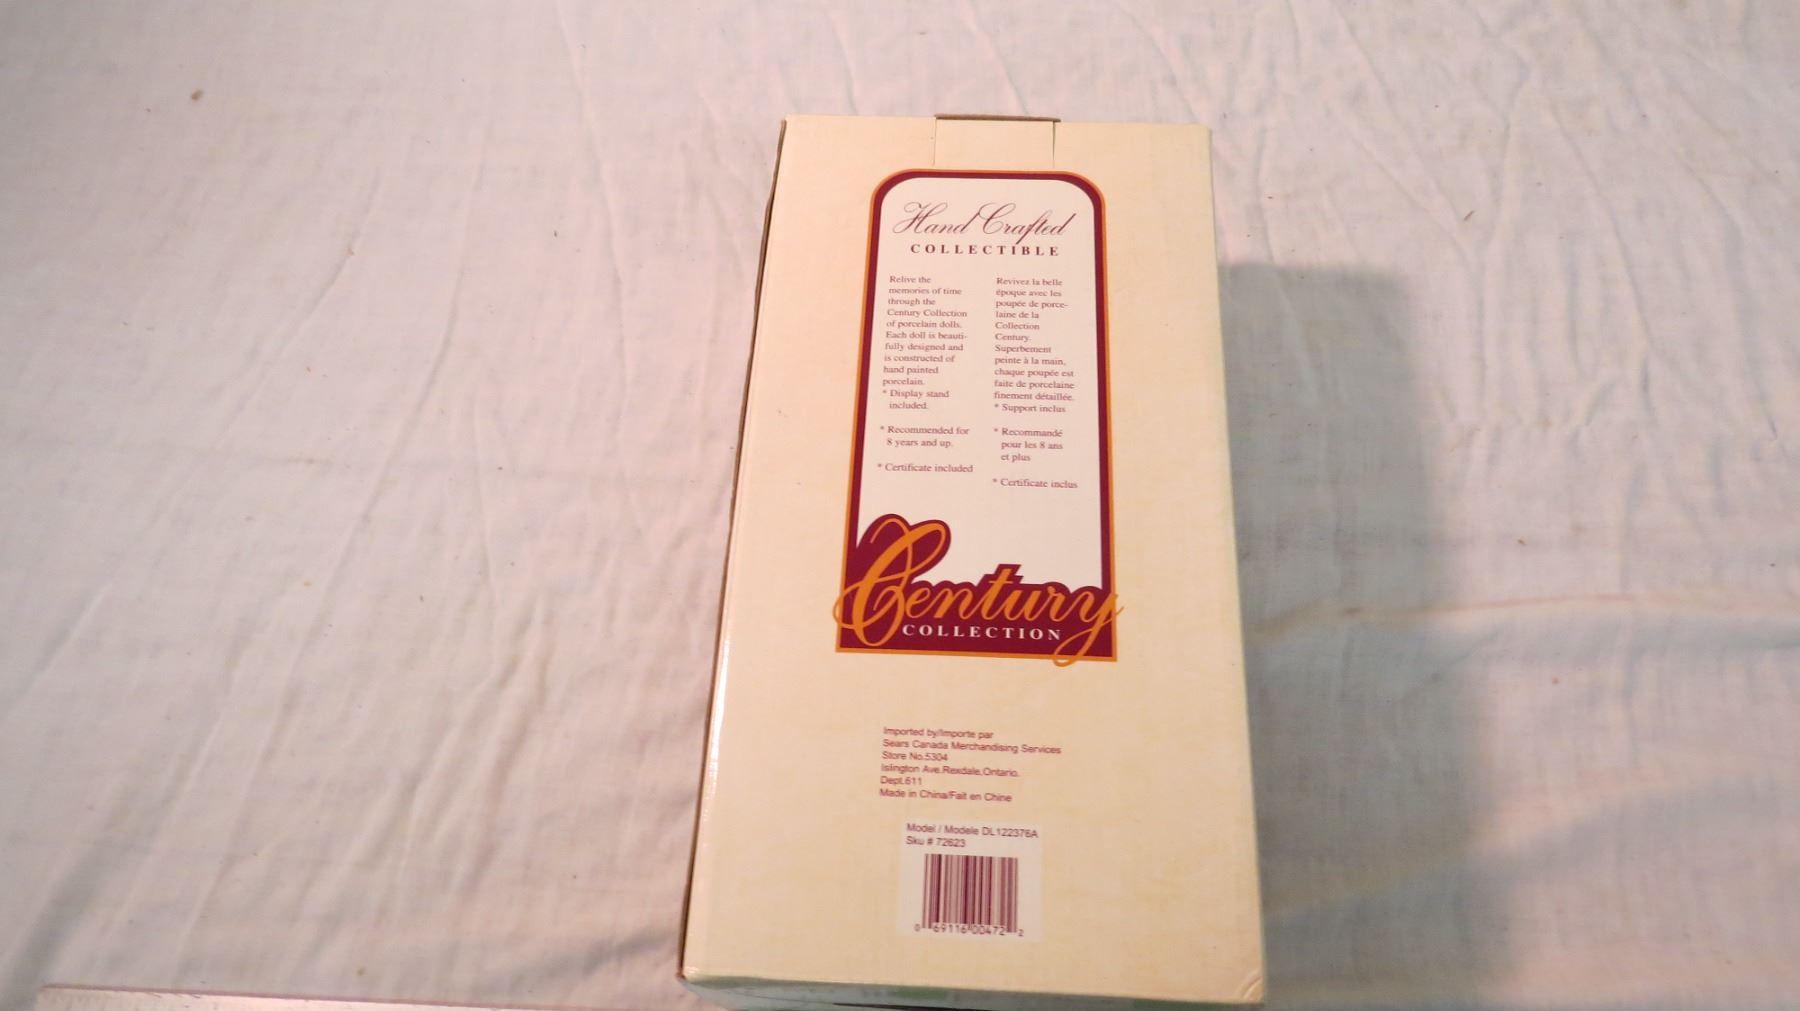 Hand Crafted
COLLECTIBLE
Relive the
memories of time
through the
Century Collection
of porcelain dolls.
Each doll is beauti-
fully designed and
is constructed of
hand painted
porcelain.
* Display stand
included.
* Recommended for
8 years and up.
* Certificate included
Revivez la belle
époque avec les
poupée de porce-
laine de la
Collection
Century.
Superbement
peinte à la main,
chaque poupée est
faite de porcelaine
finement détaillée.
* Support inclus
* Recommandé
pour les 8 ans
et plus
* Certificate inclus
Century
COLLECTION
Imported by/Importe par
Sears Canada Merchandising Services
Store No.5304
Islington Ave.Rexdale,Ontario.
Dept.611
Made in China/Fait en Chine
Model / Modele DL122376A
Sku # 72623
0 69116 00472 2